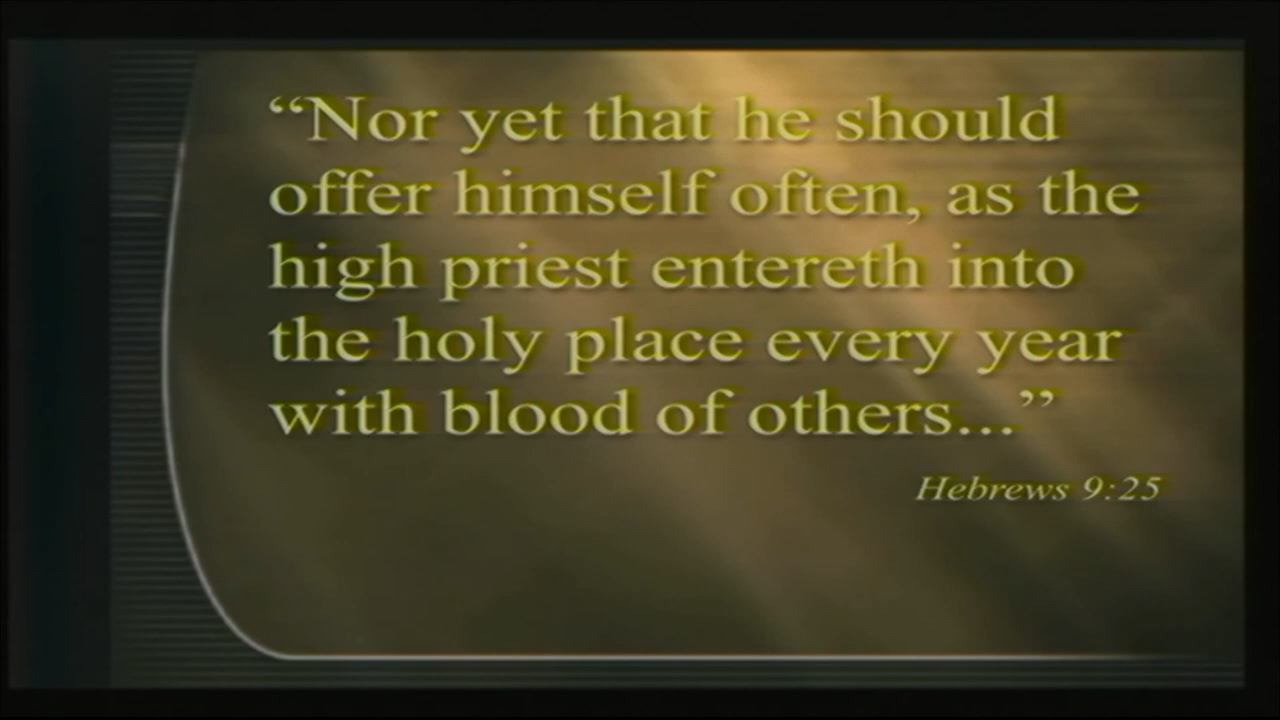 “Nor yet that he should
offer himself often, as the
high priest entereth into
the holy place every year
with blood of others...”
Hebrews 9:25